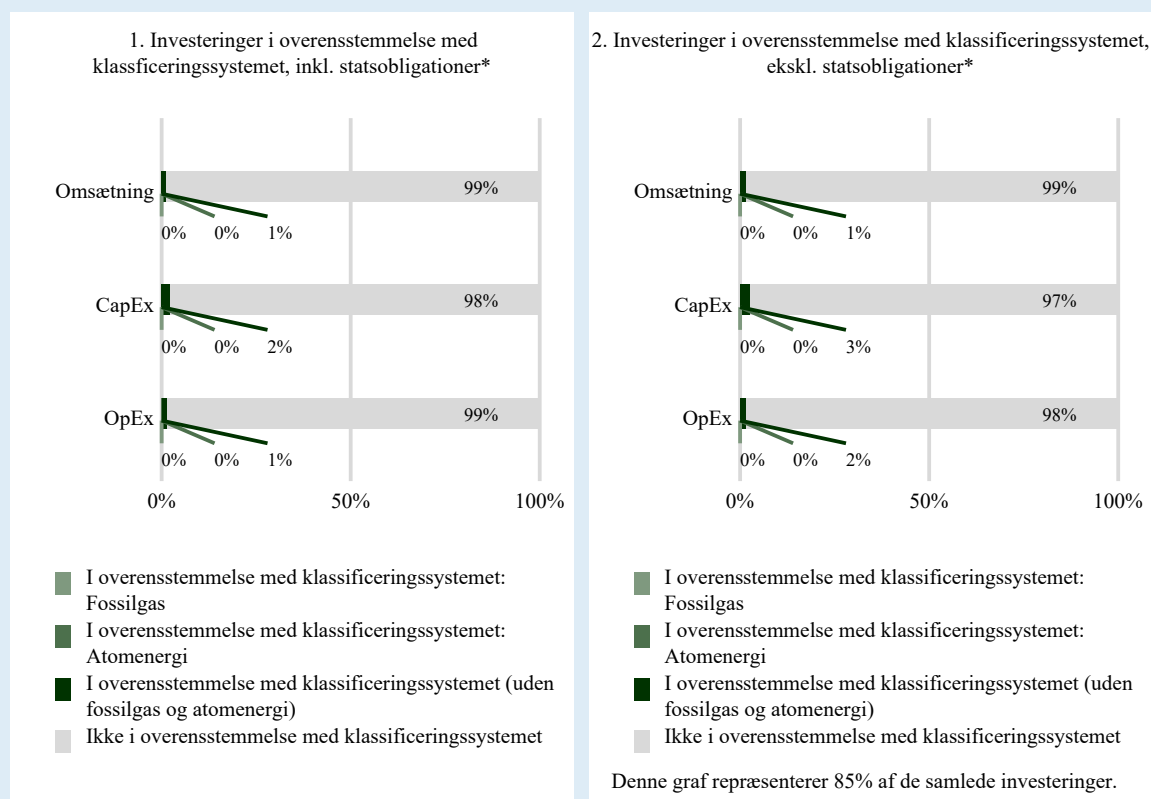 1. Investeringer i overensstemmelse med
klassficeringssystemet, inkl. statsobligationer*
Omsætning
99%
0% 0% 1%
CapEx
98%
0% 0% 2%
OpEx
99%
0% 0% 1%
0% 50% 100%
I overensstemmelse med klassificeringssystemet:
Fossilgas
I overensstemmelse med klassificeringssystemet:
Atomenergi
I overensstemmelse med klassificeringssystemet (uden
fossilgas og atomenergi)
Ikke i overensstemmelse med klassificeringssystemet
2. Investeringer i overensstemmelse med klassificeringssystemet,
ekskl. statsobligationer*
Omsætning
99%
0% 0% 1%
CapEx
97%
0% 0% 3%
OpEx
98%
0% 0% 2%
0% 50% 100%
I overensstemmelse med klassificeringssystemet:
Fossilgas
I overensstemmelse med klassificeringssystemet:
Atomenergi
I overensstemmelse med klassificeringssystemet (uden
fossilgas og atomenergi)
Ikke i overensstemmelse med klassificeringssystemet
Denne graf repræsenterer 85% af de samlede investeringer.